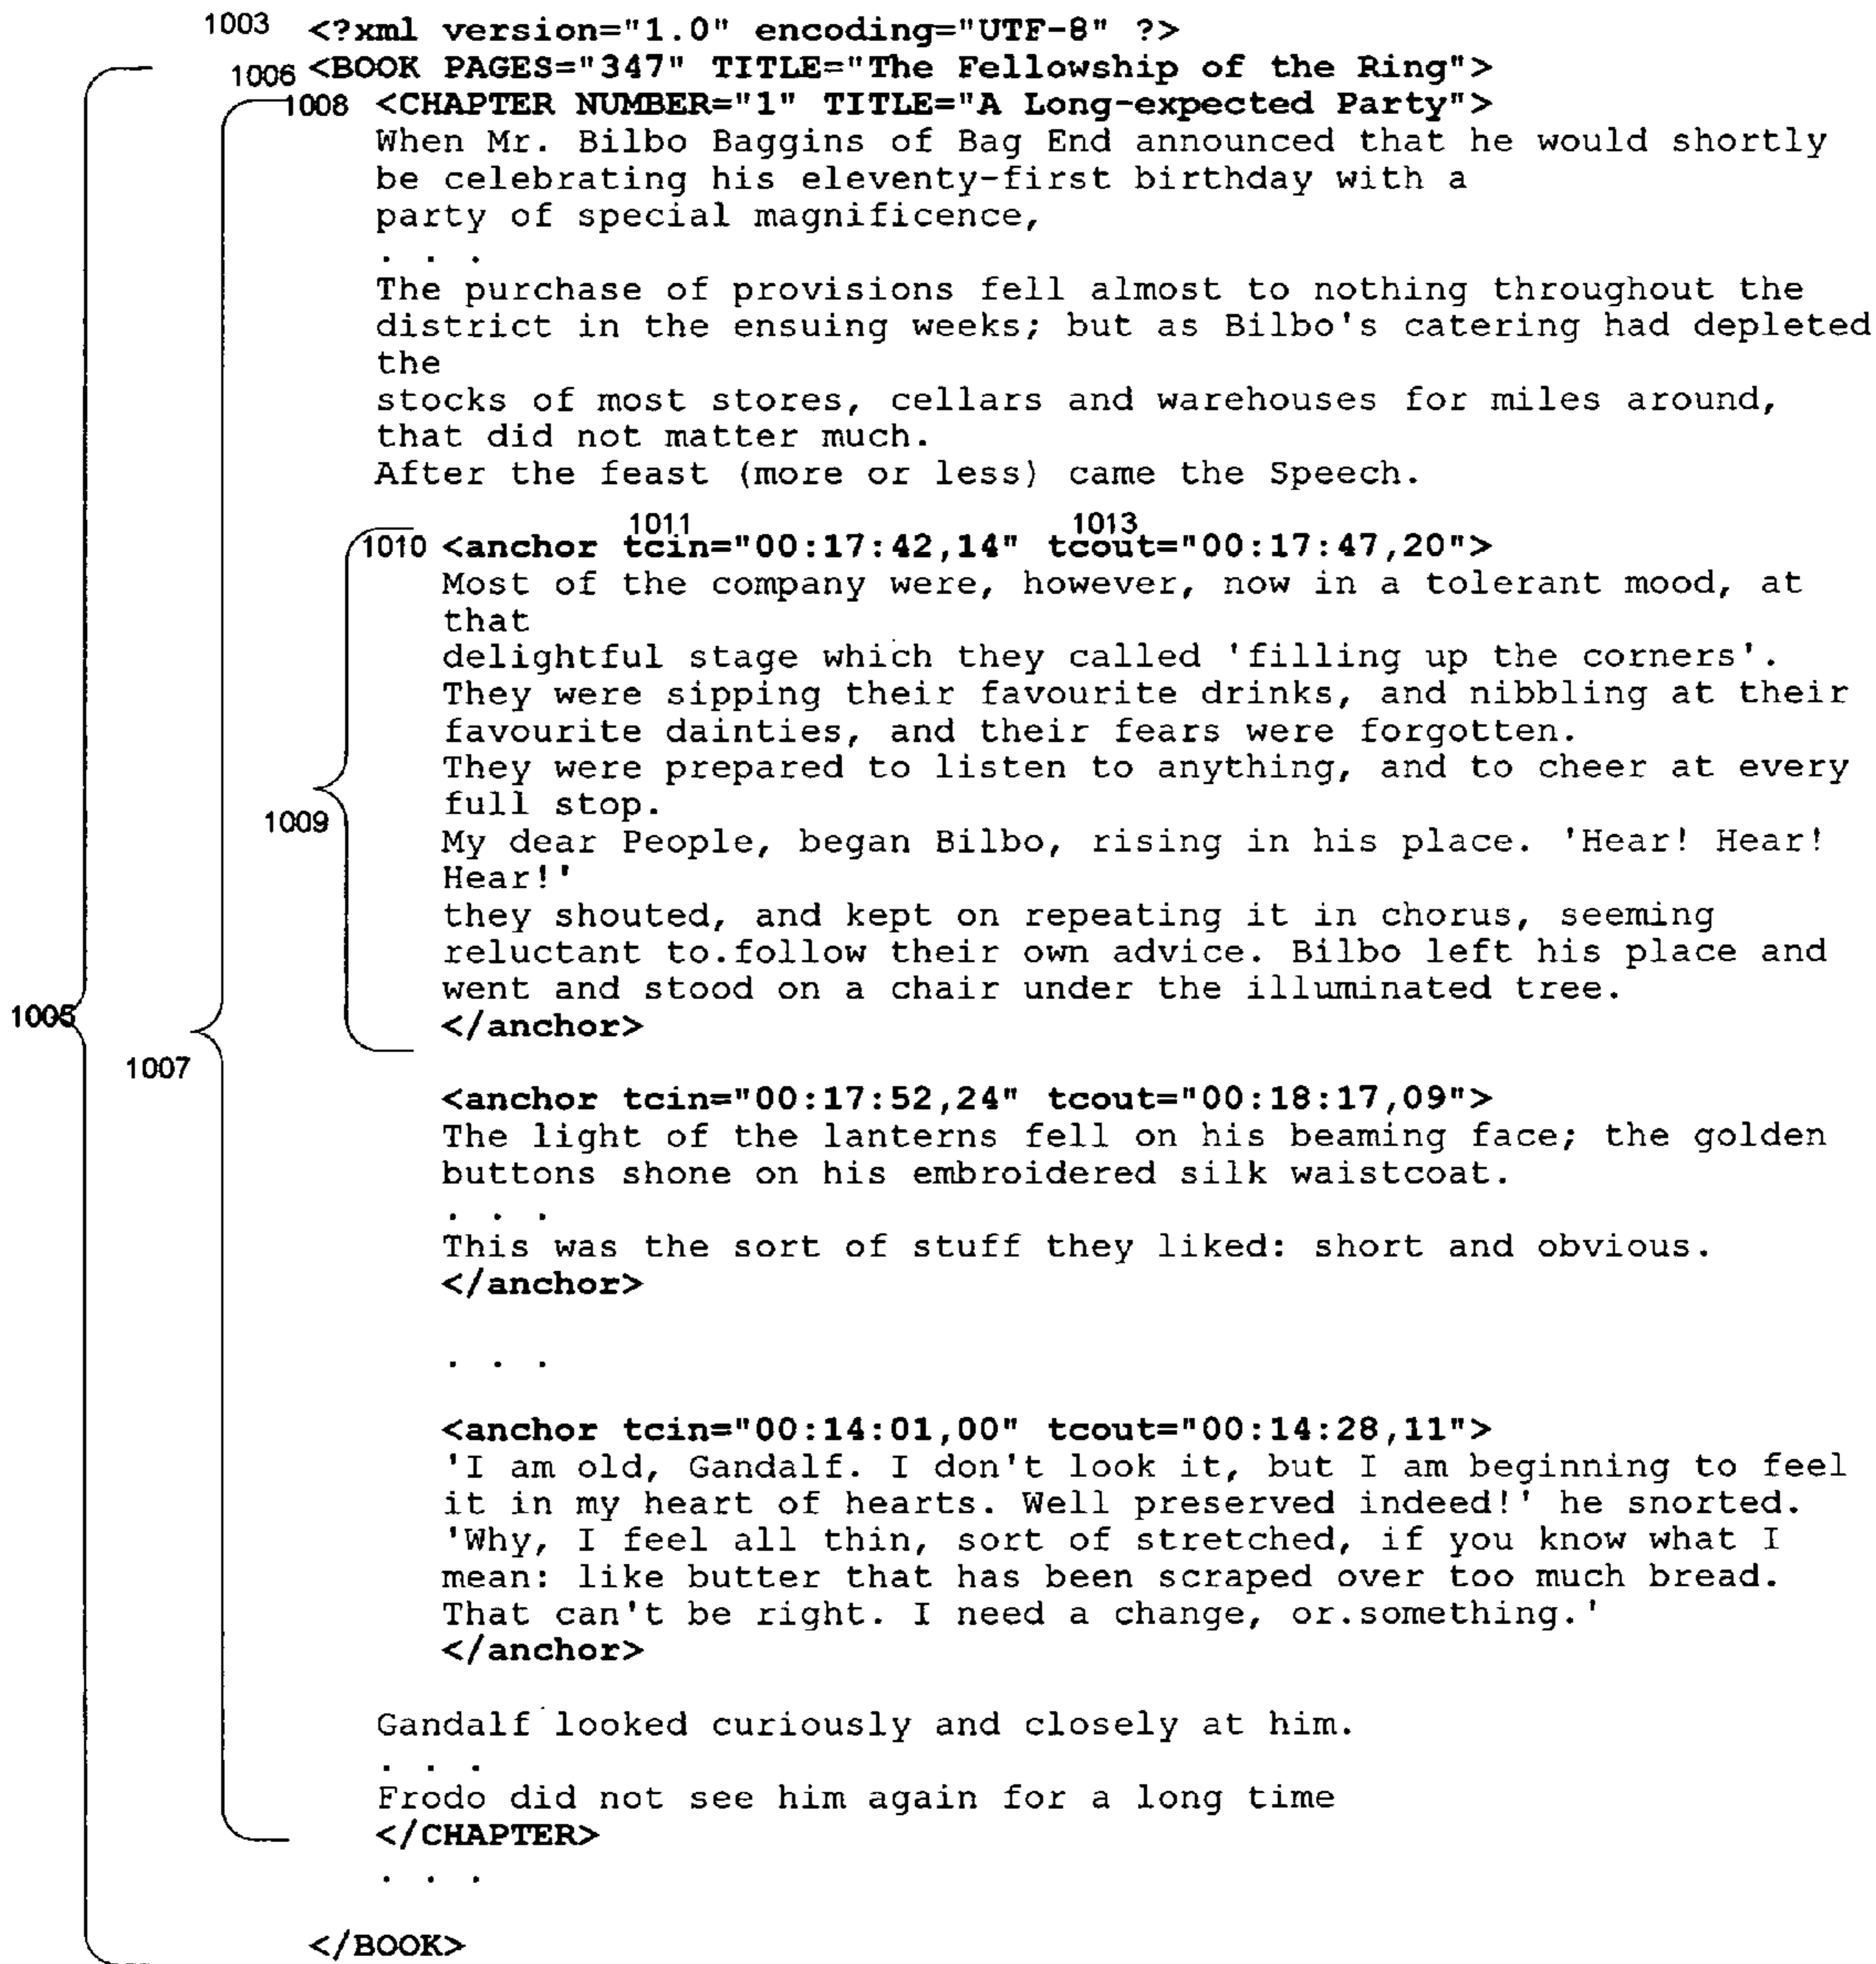 1003 <?xml version="1.0" encoding="UTF-8" ?>
1006 <BOOK PAGES="347" TITLE="The Fellowship of the Ring">
1008 <CHAPTER NUMBER="1" TITLE="A Long-expected Party">
When Mr. Bilbo Baggins of Bag End announced that he would shortly
be celebrating his eleventy-first birthday with a
party of special magnificence,
. . .
The purchase of provisions fell almost to nothing throughout the
district in the ensuing weeks; but as Bilbo's catering had depleted
the
stocks of most stores, cellars and warehouses for miles around,
that did not matter much.
After the feast (more or less) came the Speech.
1011 1013
1010 <anchor tcin="00:17:42,14" tcout="00:17:47,20">
Most of the company were, however, now in a tolerant mood, at
that
delightful stage which they called 'filling up the corners'.
They were sipping their favourite drinks, and nibbling at their
favourite dainties, and their fears were forgotten.
They were prepared to listen to anything, and to cheer at every
full stop.
1009
My dear People, began Bilbo, rising in his place. 'Hear! Hear!
Hear!'
they shouted, and kept on repeating it in chorus, seeming
reluctant to.follow their own advice. Bilbo left his place and
went and stood on a chair under the illuminated tree.
1005
</anchor>
1007
<anchor tcin="00:17:52,24" tcout="00:18:17,09">
The light of the lanterns fell on his beaming face; the golden
buttons shone on his embroidered silk waistcoat.
. . .
This was the sort of stuff they liked: short and obvious.
</anchor>
. . .
<anchor tcin="00:14:01,00" tcout="00:14:28,11">
'I am old, Gandalf. I don't look it, but I am beginning to feel
it in my heart of hearts. Well preserved indeed!' he snorted.
'Why, I feel all thin, sort of stretched, if you know what I
mean: like butter that has been scraped over too much bread.
That can't be right. I need a change, or.something.'
</anchor>
Gandalf looked curiously and closely at him.
. . .
Frodo did not see him again for a long time
</CHAPTER>
. . .
</BOOK>